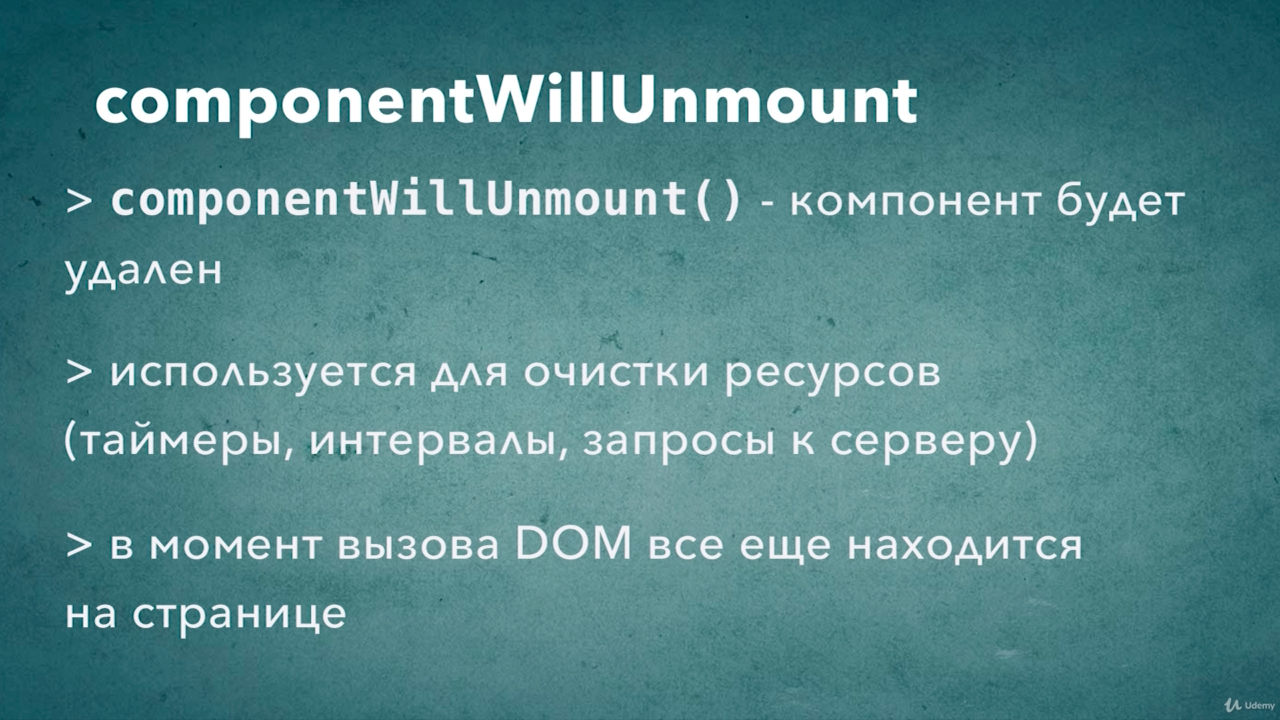 componentWillUnmount
> componentWillUnmount() - компонент будет
удален
> используется для очистки ресурсов
(таймеры, интервалы, запросы к серверу)
> в момент вызова DOM все еще находится
на странице
Udemy